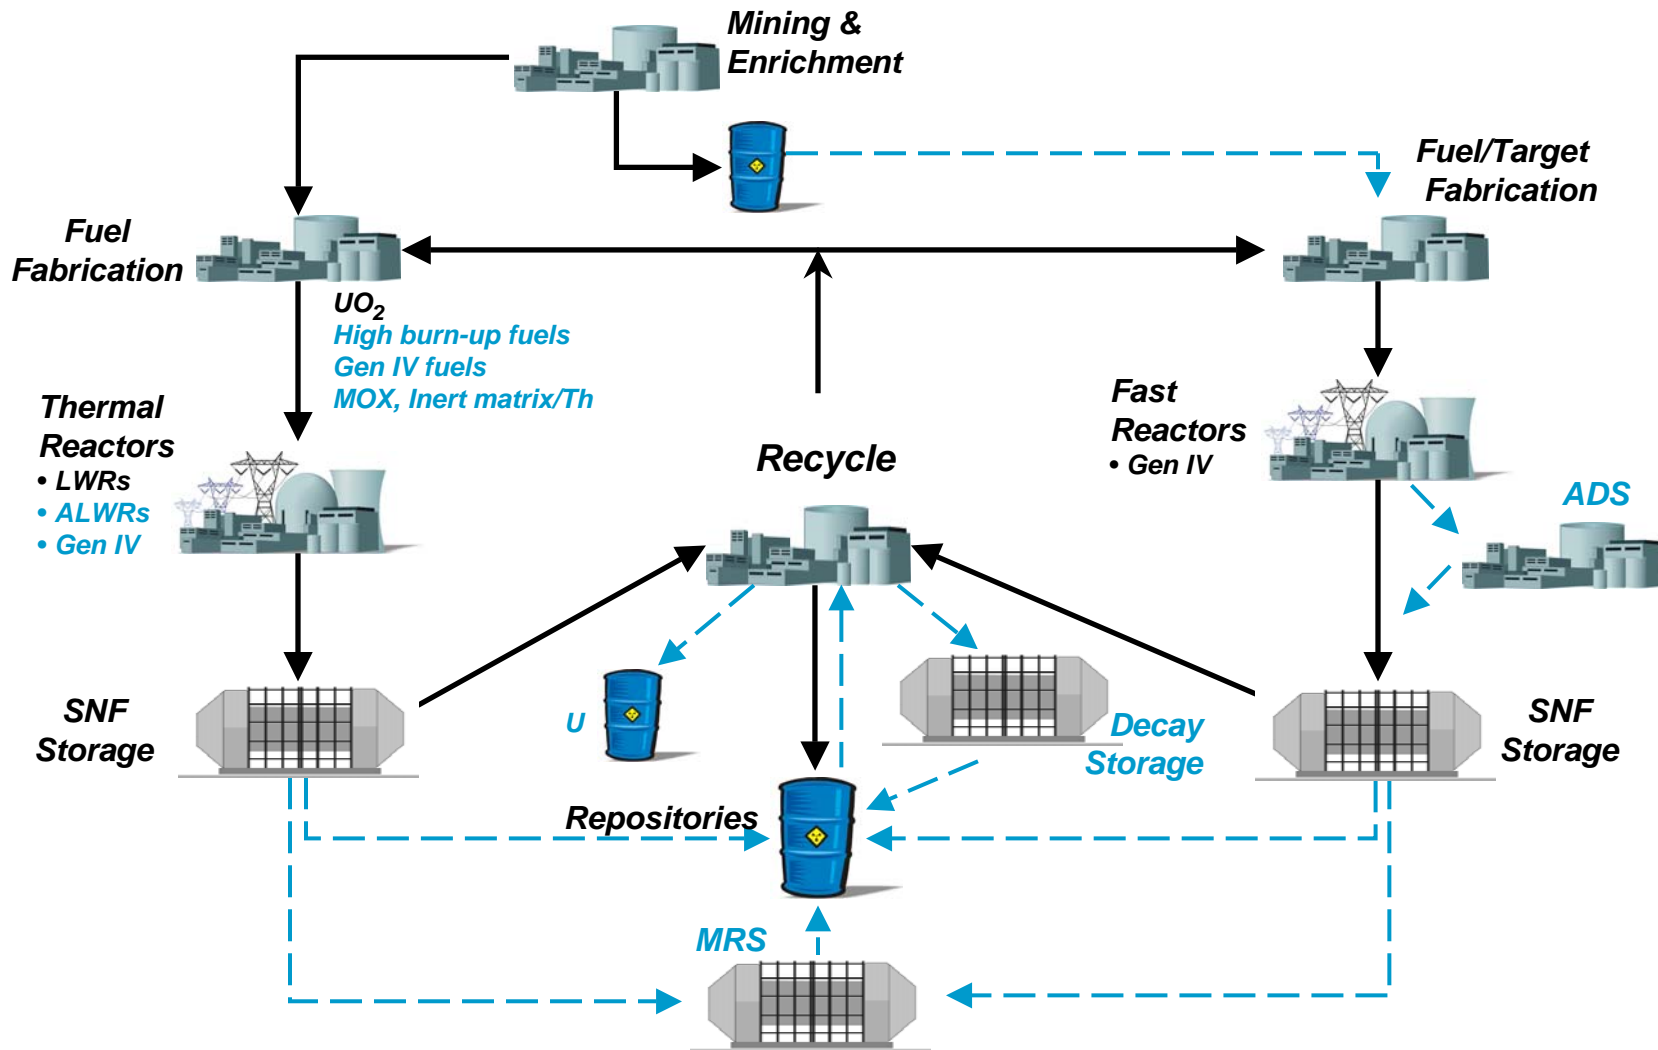 Mining &
Enrichment
Fuel/Target
Fabrication
Fuel
Fabrication
UO2
High burn-up fuels
Gen IV fuels
MOX, Inert matrix/Th
Thermal
Reactors
• LWRs
• ALWRs
• Gen IV
Fast
Reactors
• Gen IV
Recycle
ADS
SNF
Storage
U
Decay
Storage
SNF
Storage
Repositories
MRS